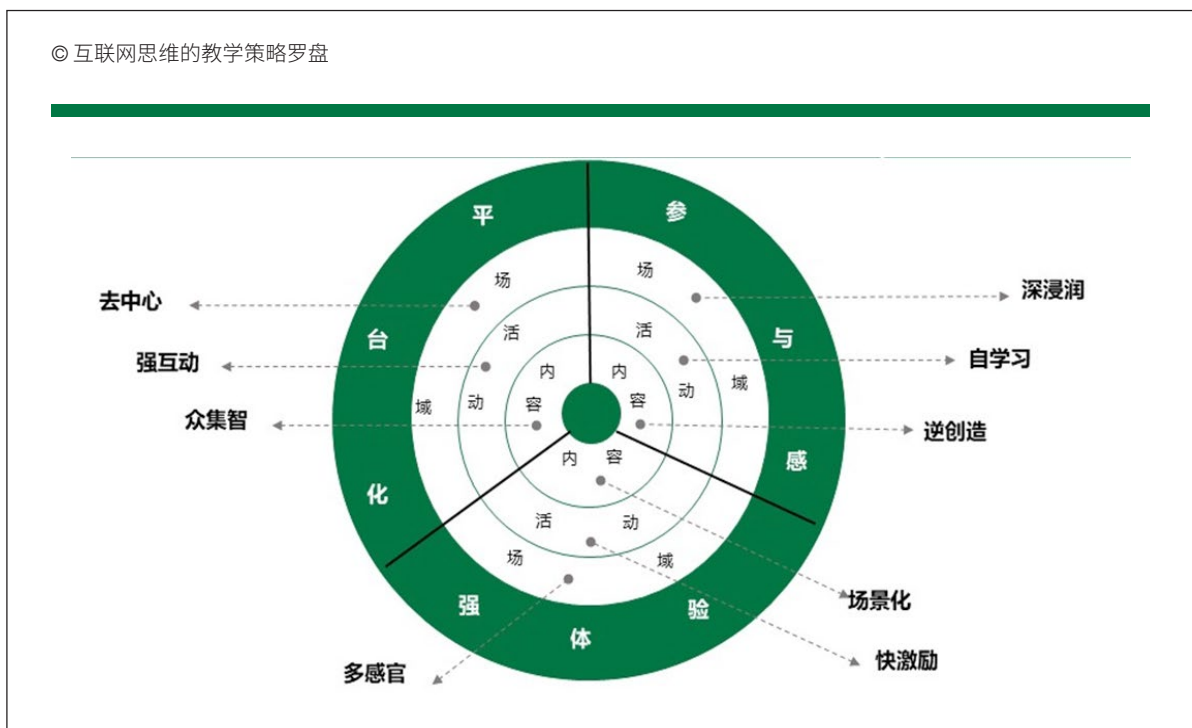 © 互联网思维的教学策略罗盘
平台化
参与感
强体验
场域
活动
内容
场域
活动
内容
内容
活动
场域
去中心
强互动
众集智
深浸润
自学习
逆创造
场景化
快激励
多感官